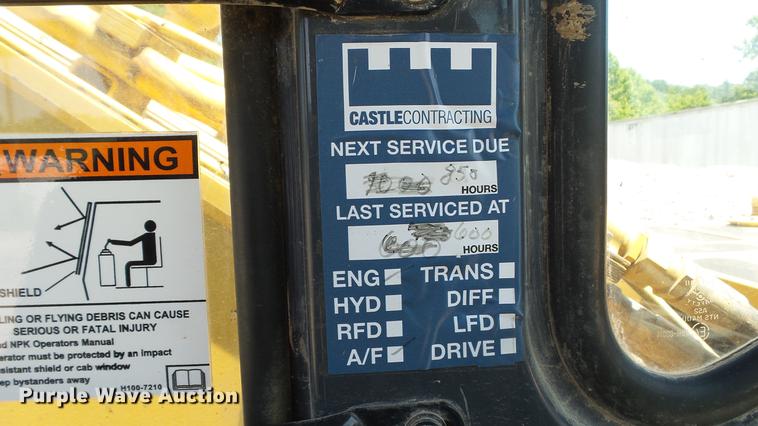 WARNING
SHIELD
LING OR FLYING DEBRIS CAN CAUSE
SERIOUS OR FATAL INJURY
d NPK Operators Manual
erator must be protected by an impact
sistant shield or cab window
ep bystanders away
H100-7210
CASTLECONTRACTING
NEXT SERVICE DUE
850
HOURS
LAST SERVICED AT
600
HOURS
ENG TRANS
HYD DIFF
RFD LFD
A/F DRIVE
Purple Wave Auction